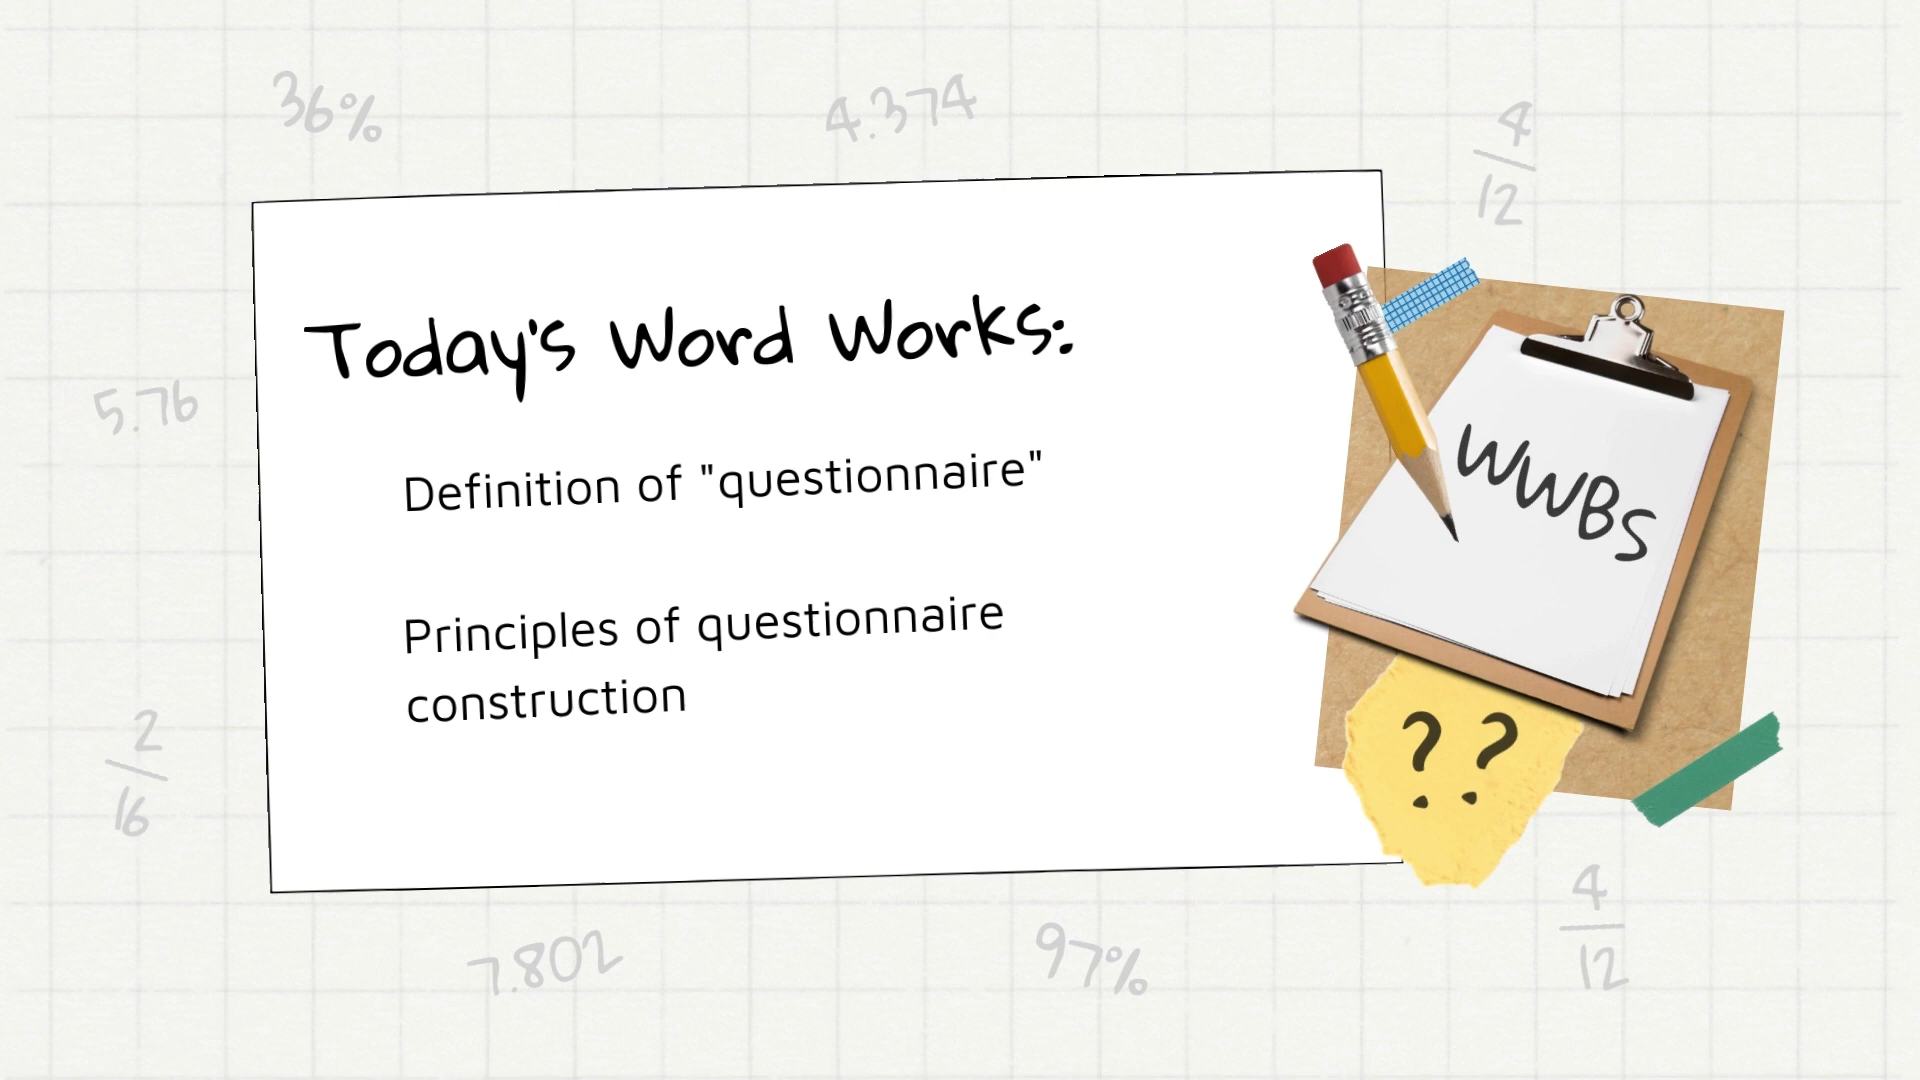 36%
4.374
4
12
Today's Word Works:
5.76
WWBS
Definition of "questionnaire"
Principles of questionnaire
construction
? ?
2
16
4
12
7.802
97%